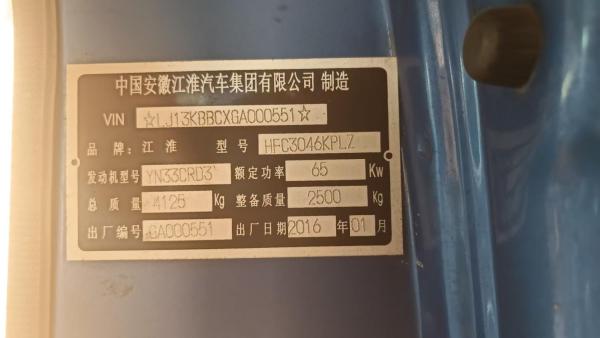 中国安徽江淮汽车集团有限公司 制造
VIN ☆LJ13KBBCXGA000551☆
品牌:江淮 型号 HFC3046KPLZ
发动机型号 YN33CRD3 额定功率 65 Kw
总质量 4125 Kg 整备质量 2500 Kg
出厂编号 GA000551 出厂日期 2016 年 01 月